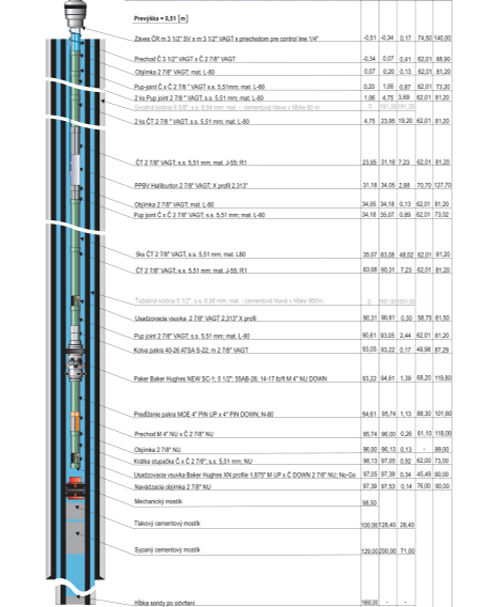 Prevýška = 0,51 [m]
Záves ČR m 3 1/2" SV x m 3 1/2" VAGT s priechodom pre control line 1/4" -0,51 -0,34 0,17 74,50 140,00
Prechod Č 3 1/2" VAGT x Č 2 7/8" VAGT -0,34 0,07 0,41 62,01 88,90
Objímka 2 7/8" VAGT; mat. L-80 0,07 0,20 0,13 62,01 81,20
Pup-joint Č x Č 2 7/8" VAGT s.s. 5,51mm; mat. L-80 0,20 1,06 0,87 62,01 73,20
2 ks Pup joint 2 7/8" VAGT; s.s. 5,51 mm; mat. L-80 1,06 4,75 3,69 62,01 81,20
2 ks ČT 2 7/8" VAGT; s.s. 5,51 mm; mat. L-80 4,75 23,95 19,20 62,01 81,20
ČT 2 7/8" VAGT; s.s. 5,51 mm; mat. J-55; R1 23,95 31,18 7,23 62,01 81,20
PPBV Halliburton 2 7/8" VAGT, X profil 2,313" 31,18 34,05 2,88 70,70 127,70
Objímka 2 7/8" VAGT; mat. L-80 34,05 34,18 0,13 62,01 81,20
Pup joint Č x Č 2 7/8" VAGT; s.s. 5,51 mm; mat. L-80 34,18 35,07 0,89 62,01 73,02
5ks ČT 2 7/8" VAGT, s.s. 5,51 mm; mat. L80 35,07 83,08 48,02 62,01 81,20
ČT 2 7/8" VAGT; s.s. 5,51 mm; mat. J-55; R1 83,08 90,31 7,23 62,01 81,20
Ťažobná kolóna 5 1/2"; s.s. 6,98 mm; mat. - cementovaná Nava v hĺbke
Usadzovacia vsuvka 2 7/8" VAGT 2,313" X profil 90,31 90,61 0,30 58,75 81,50
Pup joint 2 7/8" VAGT; s.s. 5,51 mm; mat. L-80 90,61 93,05 2,44 62,01 81,20
Kotva pakra 40-26 ATSA S-22; m 2 7/8" VAGT 93,05 93,22 0,17 49,98 87,29
Paker Baker Hughes NEW SC-1; 5 1/2"; 55AB-26; 14-17 lb/ft M 4" NU DOWN 93,22 94,61 1,39 68,20 119,80
Predĺženie pakra MOE 4" PIN UP x 4" PIN DOWN; N-80 94,61 95,74 1,13 88,30 101,60
Prechod M 4" NU x Č 2 7/8" NU 95,74 96,00 0,26 61,10 118,00
Objímka 2 7/8" NU 96,00 96,13 0,13 - 89,00
Krátka stupačka Č x Č 2 7/8"; s.s. 5,51 mm; NU 96,13 97,05 0,92 62,00 73,00
Usadzovacia vsuvka Baker Hughes XN profile 1,875" M UP x Č DOWN 2 7/8" NU; No-Go 97,05 97,39 0,34 45,49 90,00
Navádzacia objímka 2 7/8" NU 97,39 97,53 0,14 76,00 90,00
Mechanický mostík 98,50
Tlakový cementový mostík 100,00 128,40 28,40
Sypaný cementový mostík 129,00 200,00 71,00
Hĺbka sondy po odvŕtaní - -